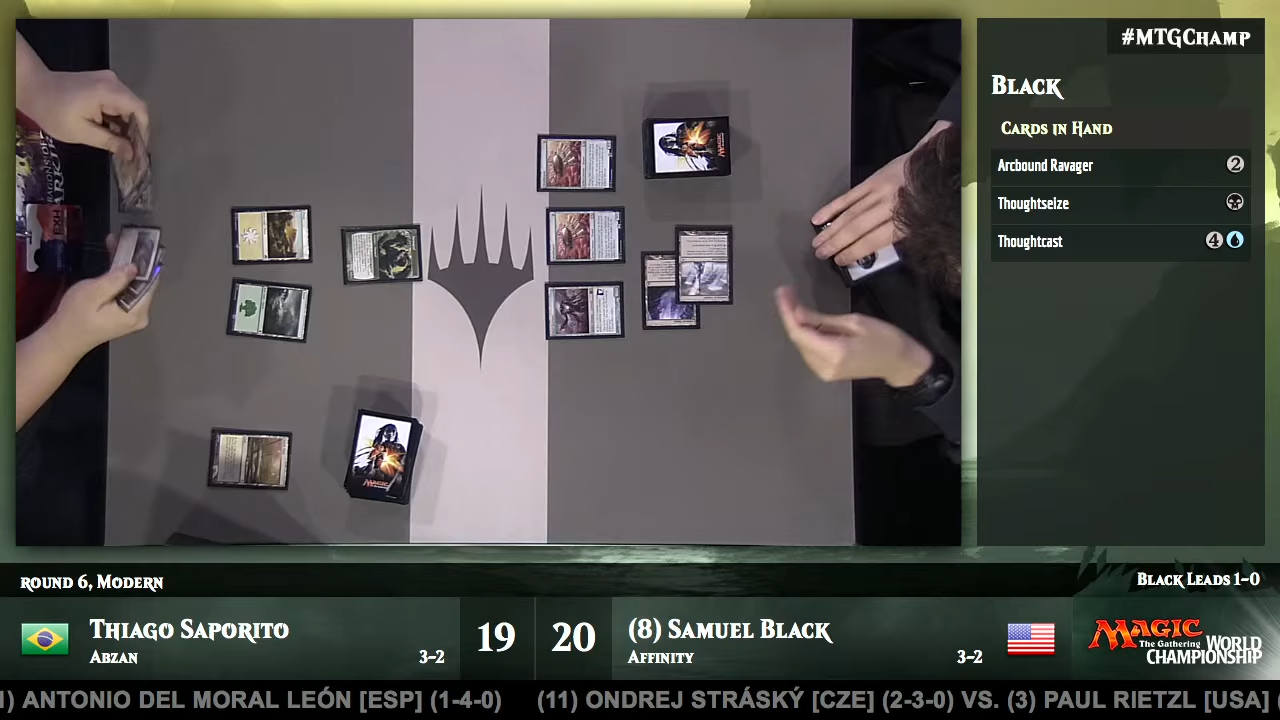 #MTGChamp
Black
Cards in Hand
Arcbound Ravager 2
Thoughtseize
Thoughtcast 4
ROUND 6, MODERN
BLACK LEADS 1-0
THIAGO SAPORITO
ABZAN 3-2
19
20
(8) SAMUEL BLACK
AFFINITY 3-2
MAGIC
The Gathering
WORLD
CHAMPIONSHIP
1) ANTONIO DEL MORAL LEÓN [ESP] (1-4-0) (11) ONDREJ STRÁSKÝ [CZE] (2-3-0) VS. (3) PAUL RIETZL [USA] (